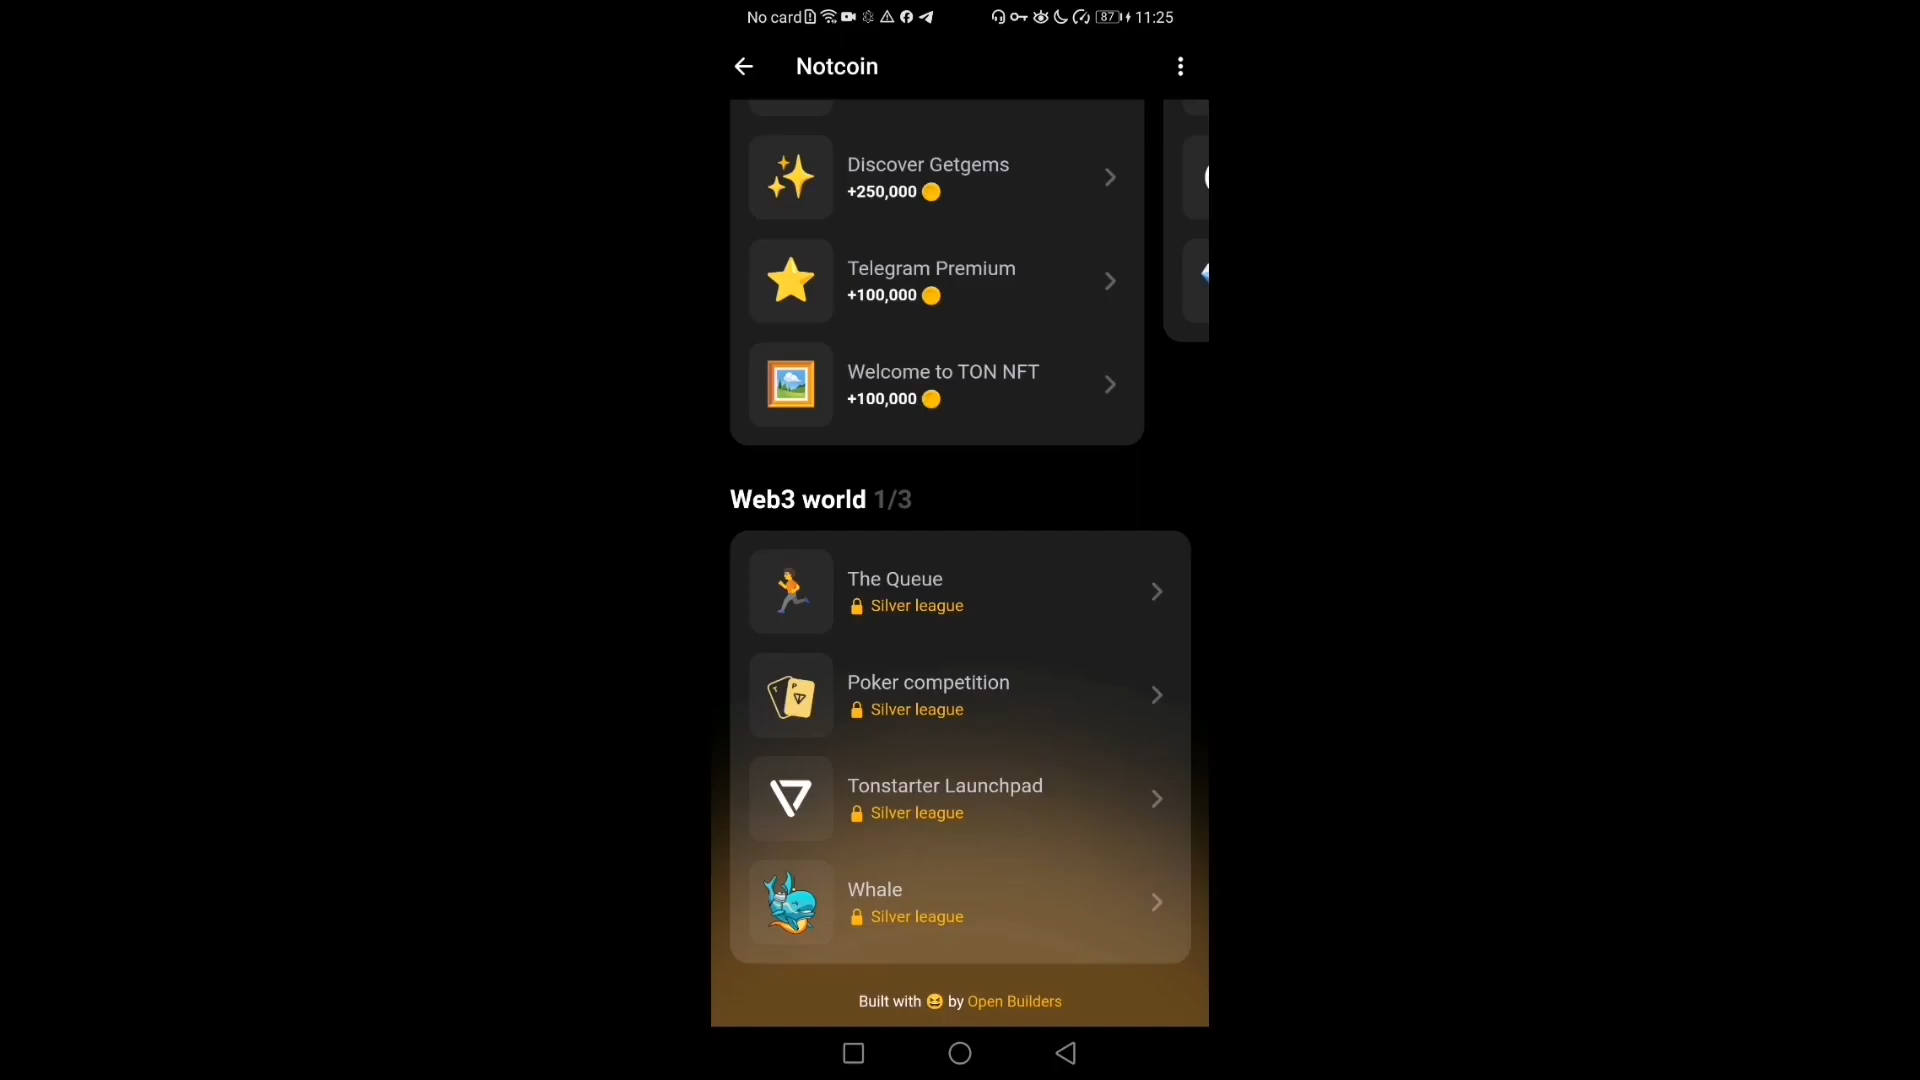 No card 87 11:25
Notcoin
Discover Getgems
+250,000
Telegram Premium
+100,000
Welcome to TON NFT
+100,000
Web3 world 1/3
The Queue
Silver league
Poker competition
Silver league
Tonstarter Launchpad
Silver league
Whale
Silver league
Built with 😆 by Open Builders